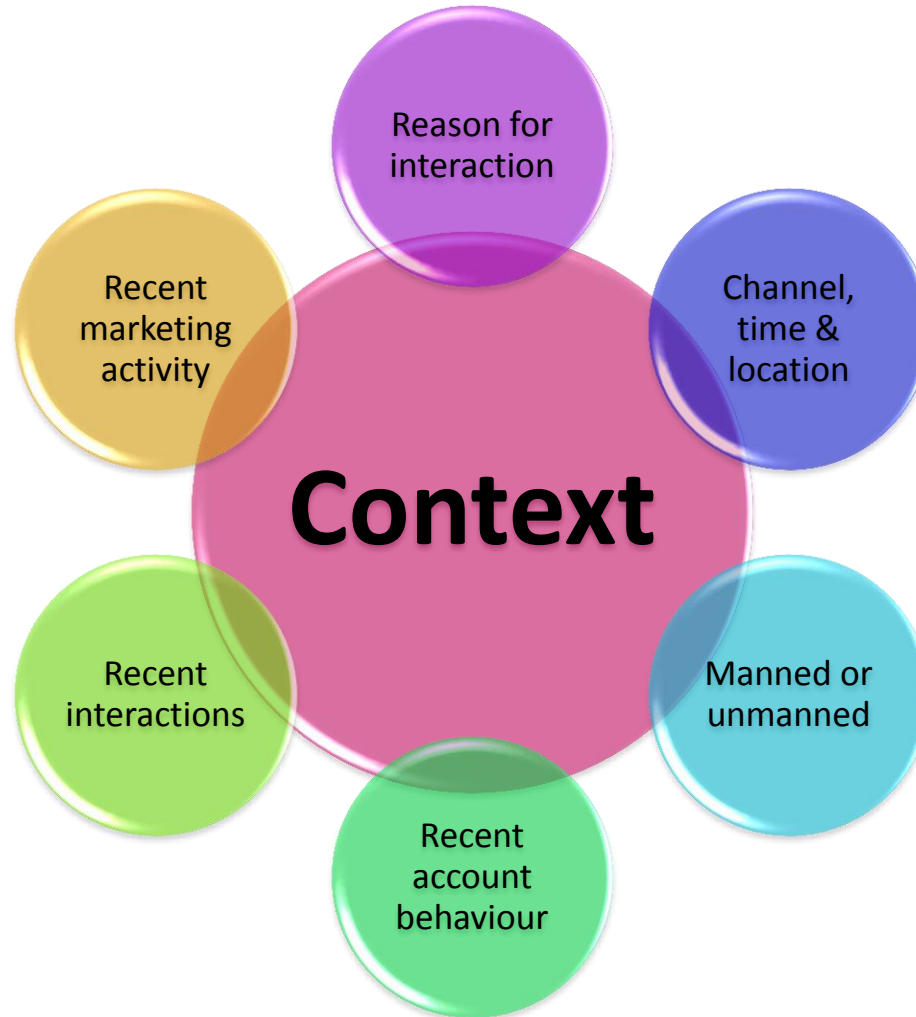 Reason for
interaction
Channel,
time &
location
Manned or
unmanned
Recent
account
behaviour
Recent
interactions
Recent
marketing
activity
Context